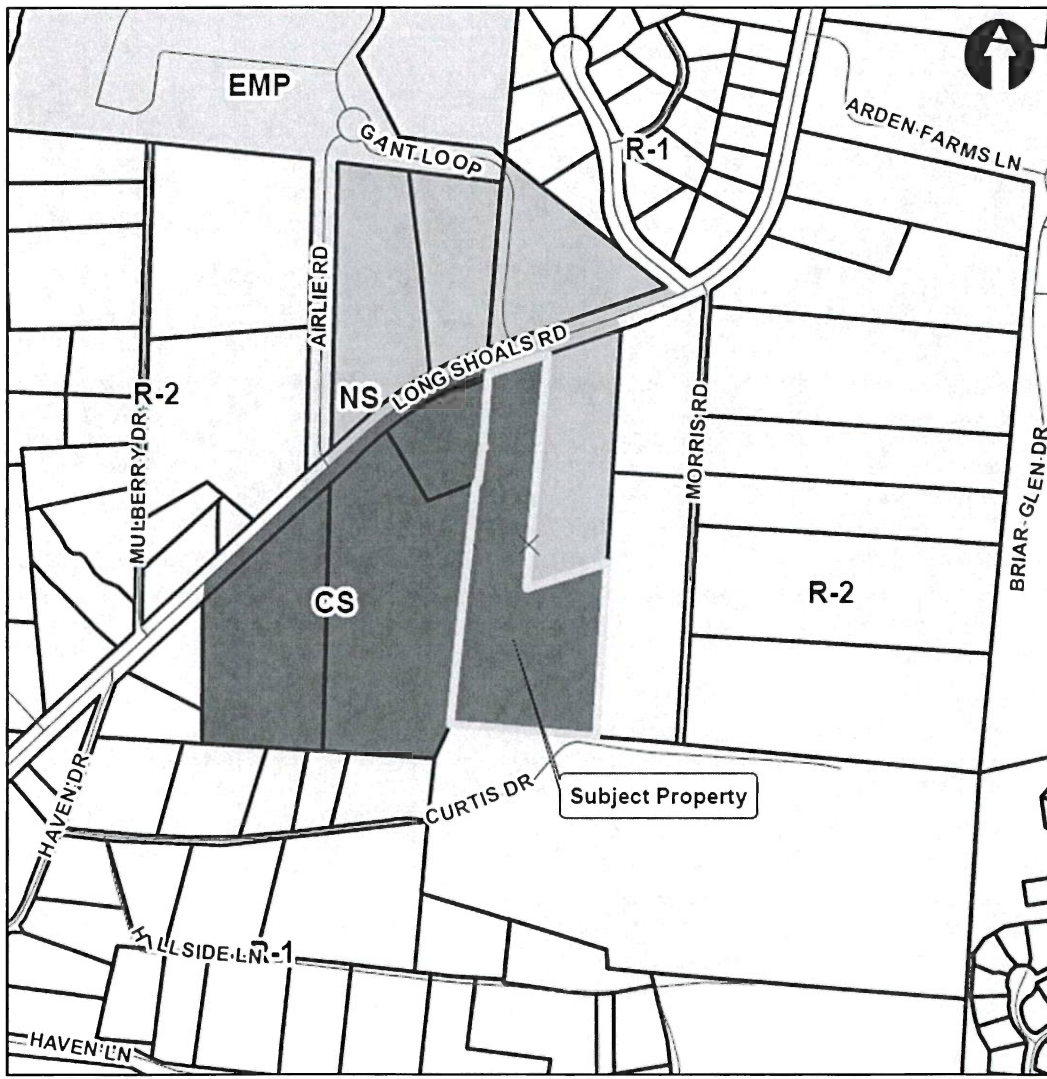 EMP
GANT LOOP
R-1
ARDEN FARMS LN
AIRLIE RD
R-2
MULBERRY DR
NS
LONG SHOALS RD
MORRIS RD
BRIAR GLEN DR
CS
R-2
Subject Property
CURTIS DR
HAVEN DR
HILLSIDE LN
R-1
HAVEN LN